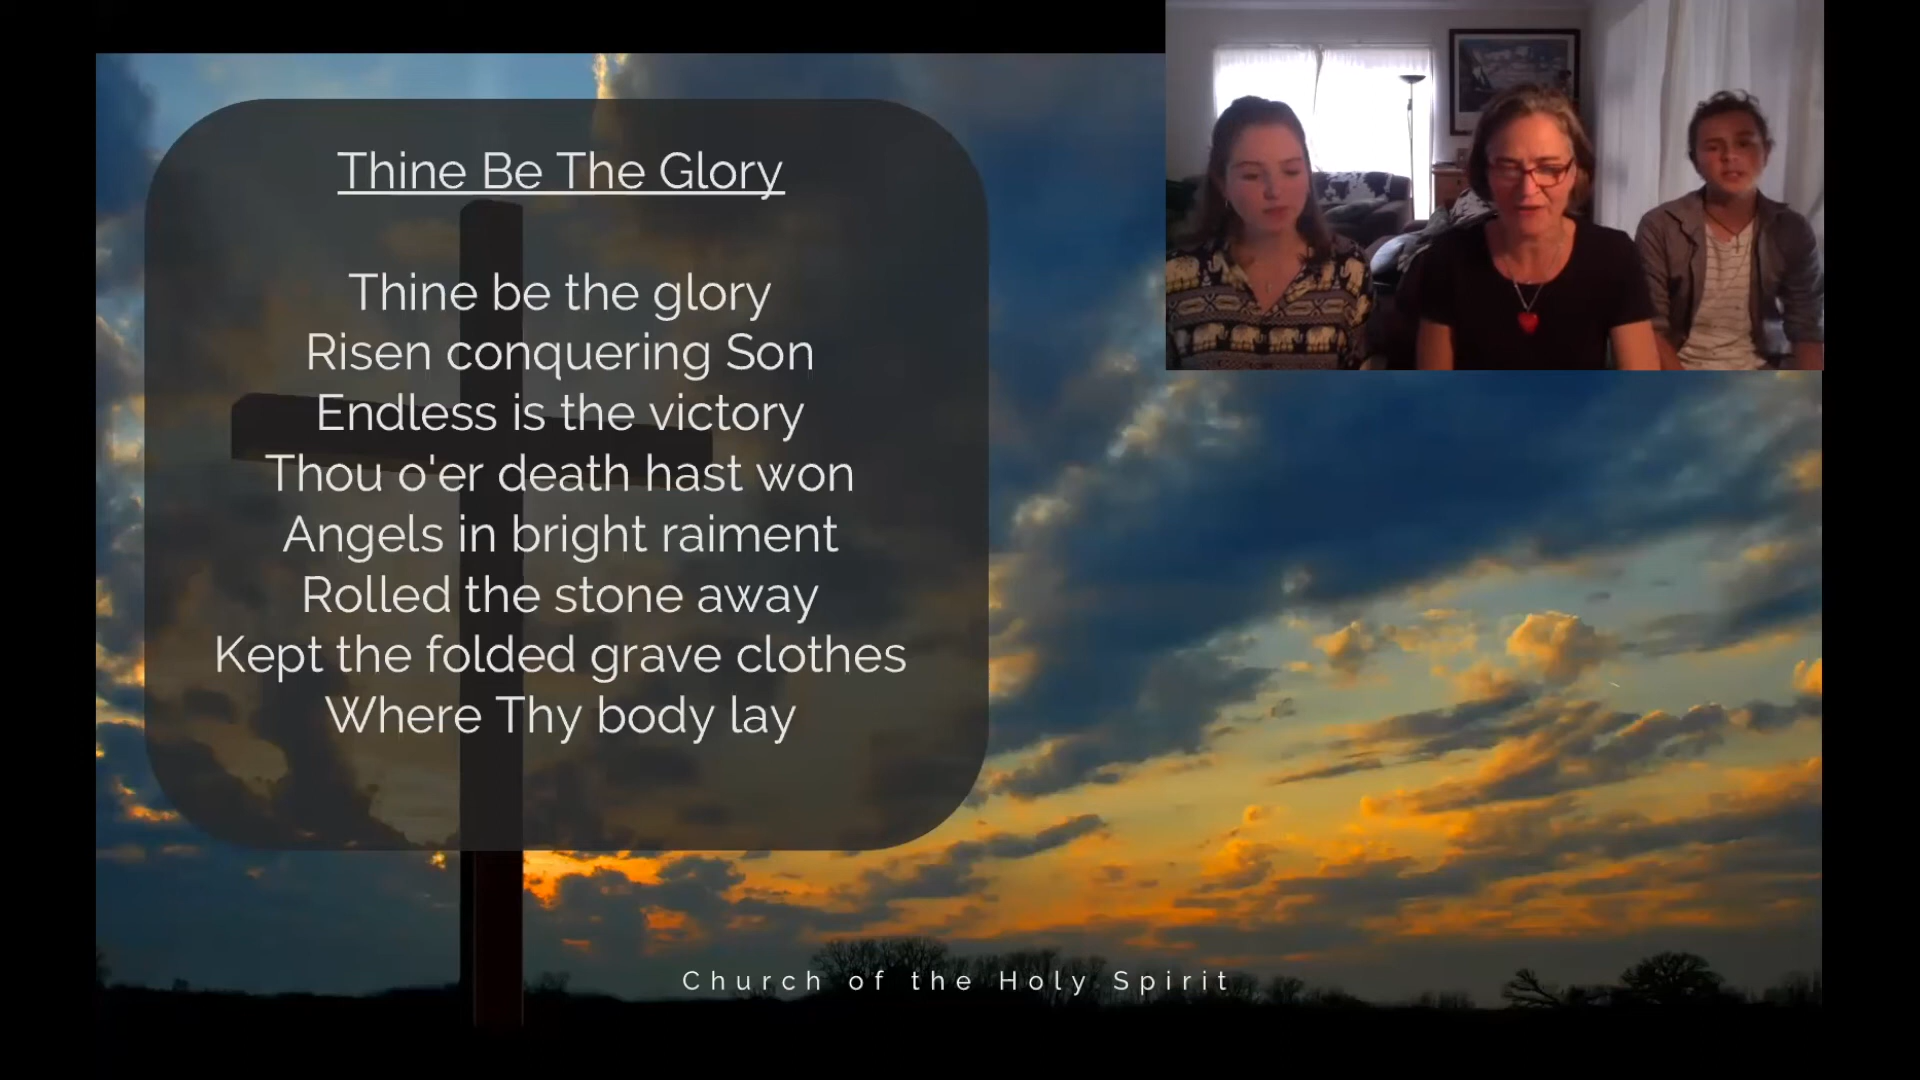 Thine Be The Glory
Thine be the glory
Risen conquering Son
Endless is the victory
Thou o'er death hast won
Angels in bright raiment
Rolled the stone away
Kept the folded grave clothes
Where Thy body lay
Church of the Holy Spirit